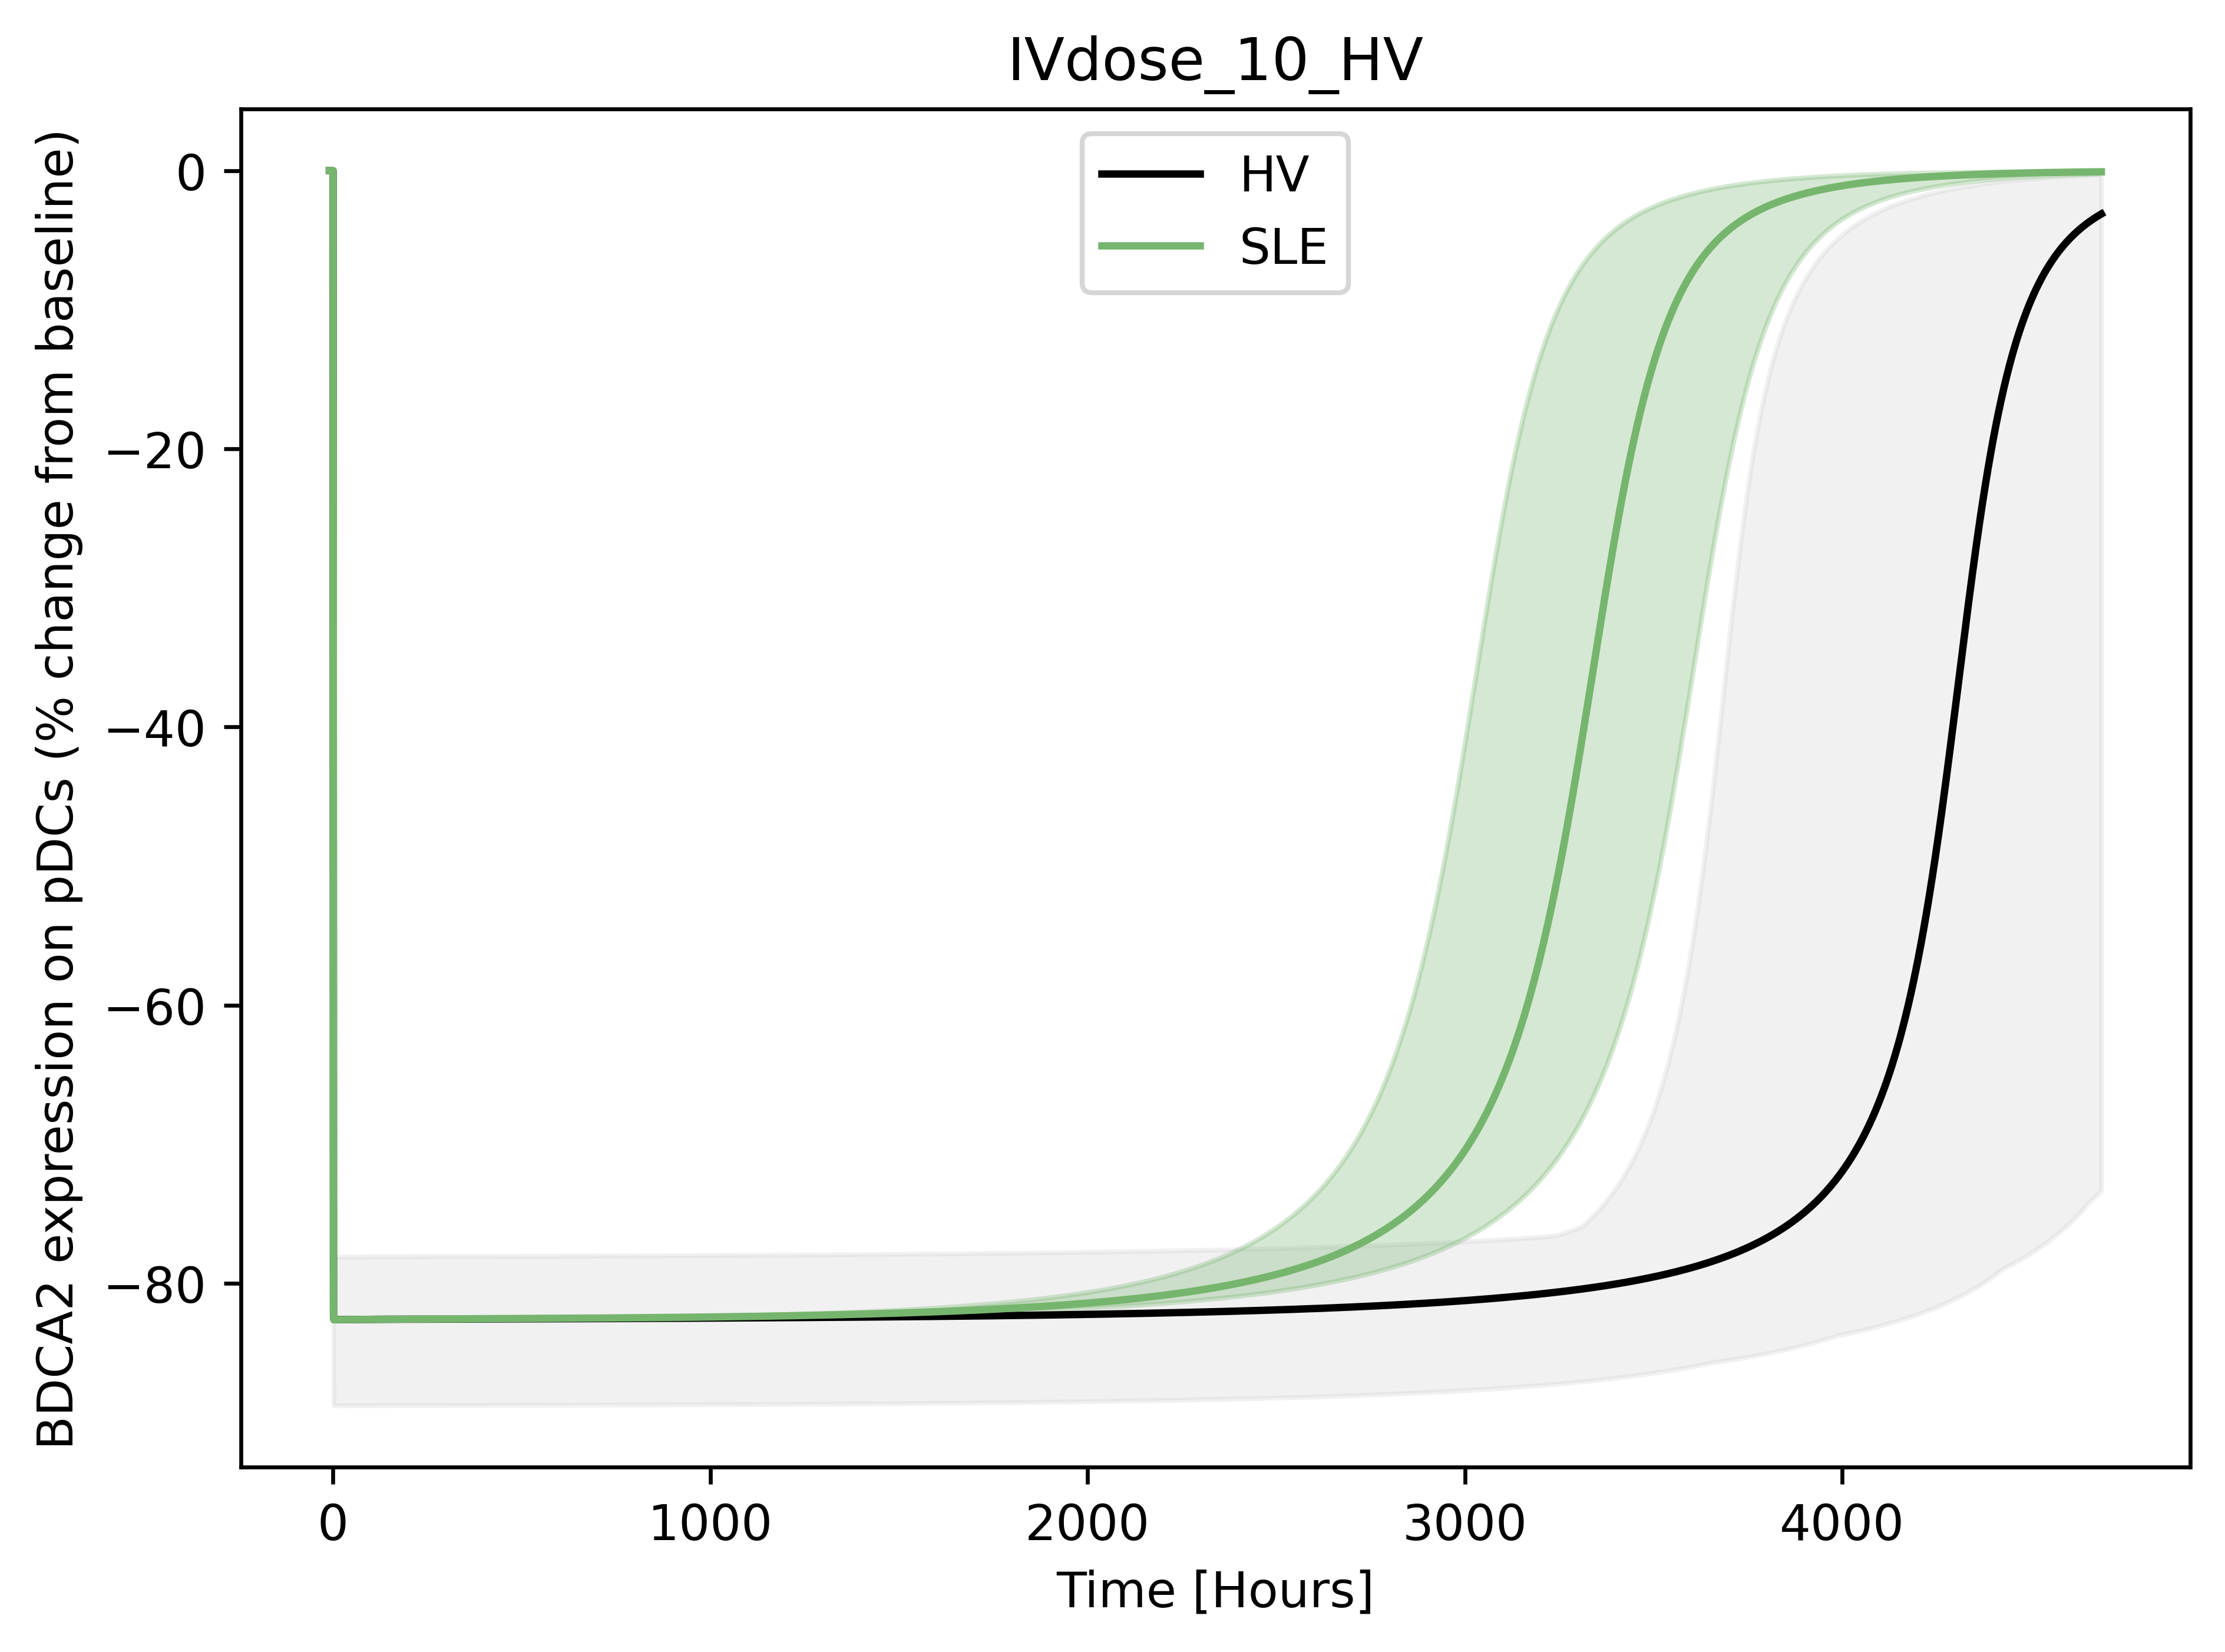 IVdose_10_HV
HV
SLE
BDCA2 expression on pDCs (% change from baseline)
0
−20
−40
−60
−80
0
1000
2000
3000
4000
Time [Hours]